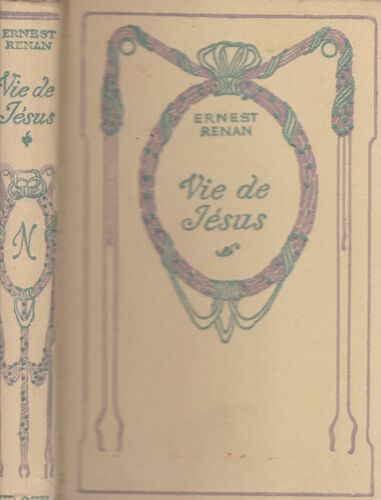 ERNEST
RENAN
Vie de
Jésus
N
ERNEST
RENAN
Vie de
Jésus